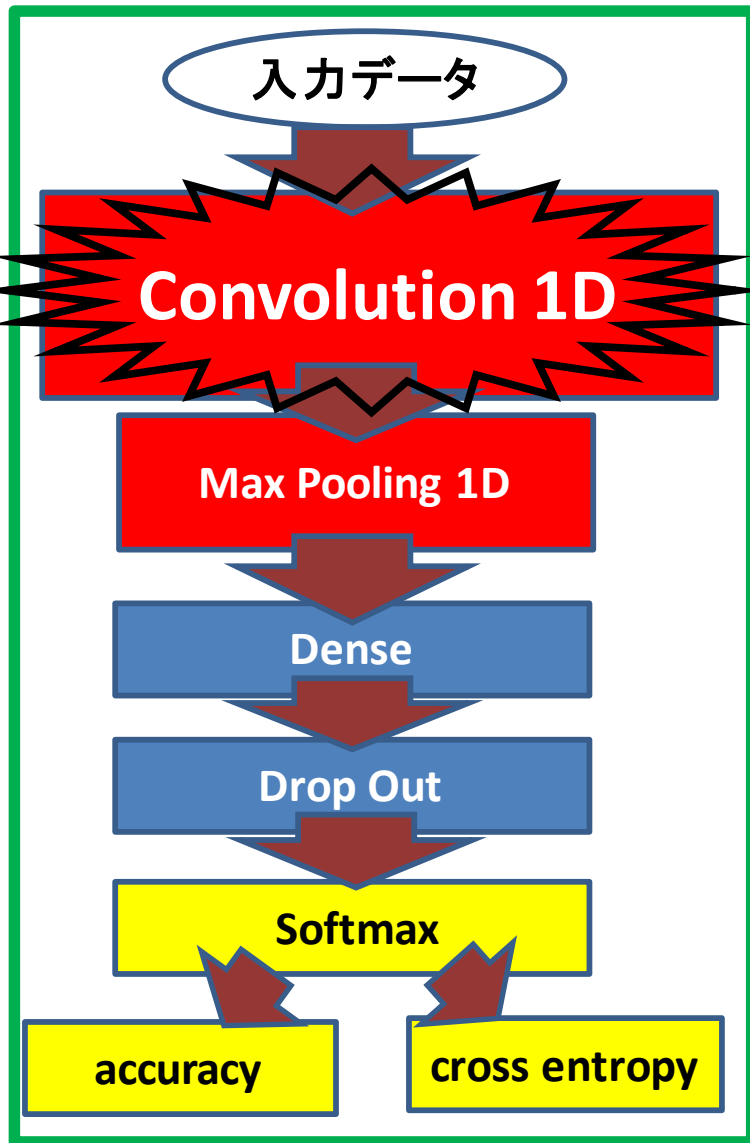 入力データ
Convolution 1D
Max Pooling 1D
Dense
Drop Out
Softmax
accuracy
cross entropy